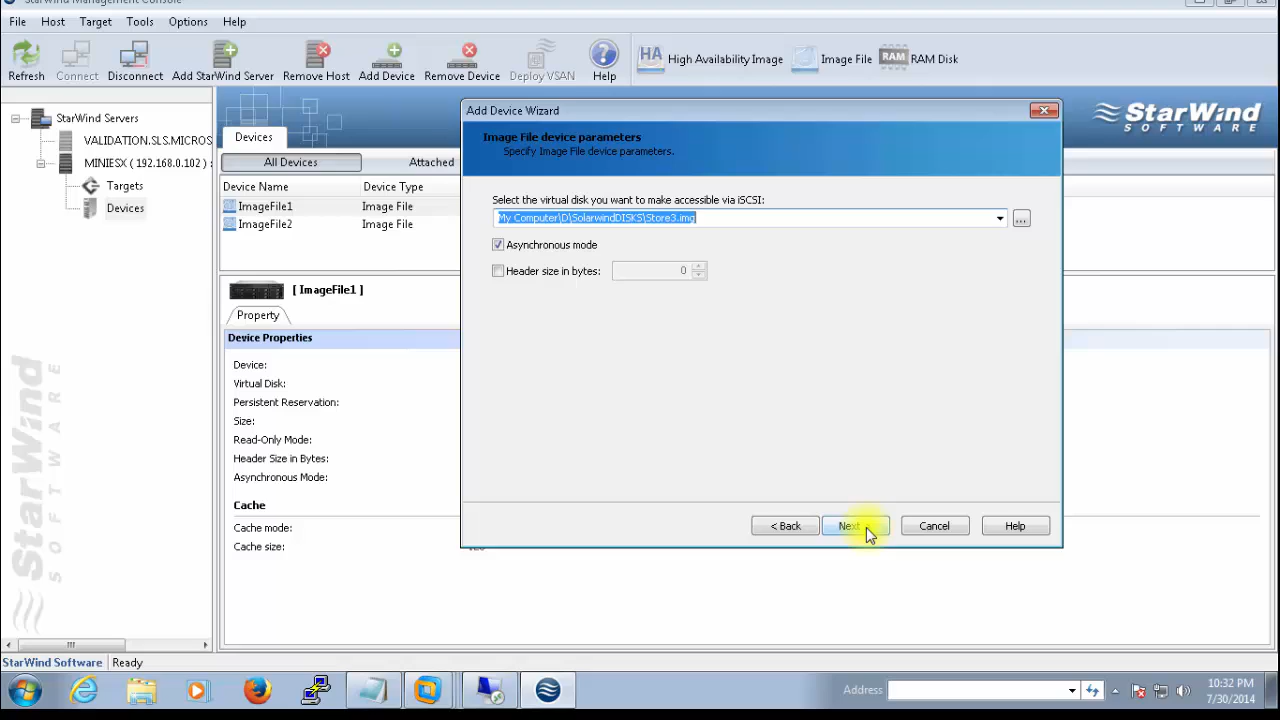 StarWind Management Console
File Host Target Tools Options Help
Refresh Connect Disconnect Add StarWind Server Remove Host Add Device Remove Device Deploy VSAN Help HA High Availability Image Image File RAM RAM Disk
StarWind Servers
VALIDATION.SLS.MICROS
MINIESX ( 192.168.0.102 ) :
Targets
Devices
Devices
StarWind
SOFTWARE
All Devices Attached
Device Name Device Type
ImageFile1 Image File
ImageFile2 Image File
[ ImageFile1 ]
Property
Device Properties
Device:
Virtual Disk:
Persistent Reservation:
Size:
Read-Only Mode:
Header Size in Bytes:
Asynchronous Mode:
Cache
Cache mode:
Cache size:
Add Device Wizard
Image File device parameters
Specify Image File device parameters.
Select the virtual disk you want to make accessible via iSCSI:
My Computer\D\SolarwindDISKS\Store3.img
...
Asynchronous mode
Header size in bytes: 0
< Back Next Cancel Help
StarWind
SOFTWARE
StarWind Software Ready
Address
10:32 PM
7/30/2014